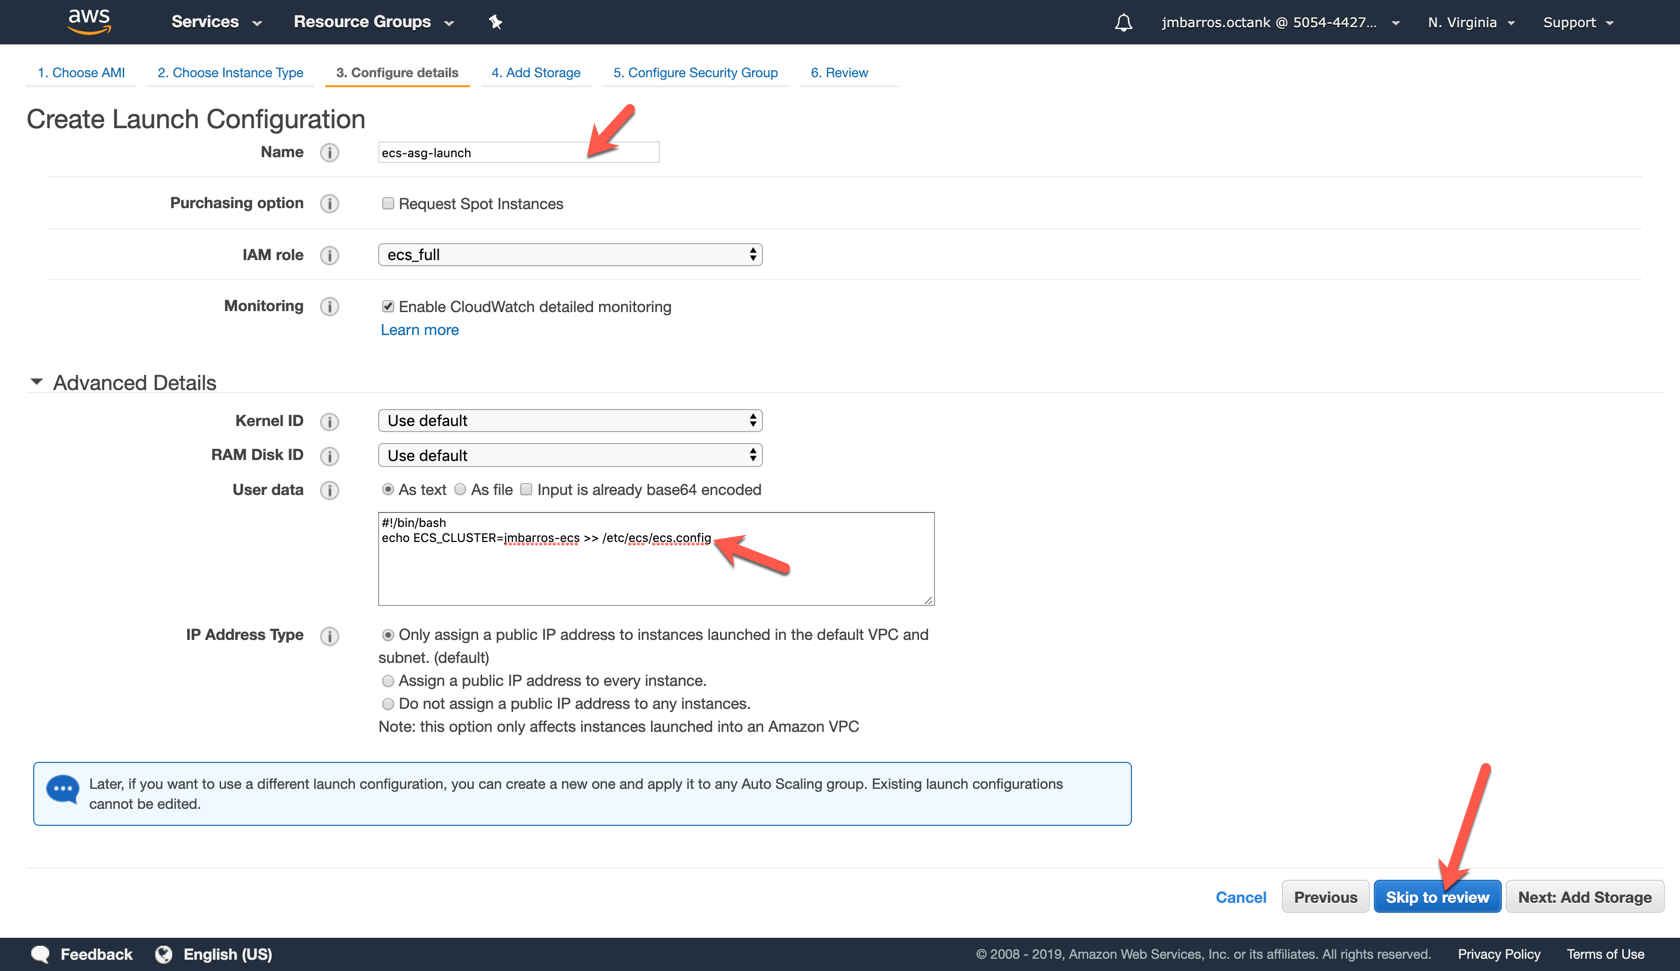 aws Services Resource Groups jmbarros.octank @ 5054-4427... N. Virginia Support
1. Choose AMI 2. Choose Instance Type 3. Configure details 4. Add Storage 5. Configure Security Group 6. Review
Create Launch Configuration
Name i ecs-asg-launch
Purchasing option i Request Spot Instances
IAM role i ecs_full
Monitoring i Enable CloudWatch detailed monitoring
Learn more
Advanced Details
Kernel ID i Use default
RAM Disk ID i Use default
User data i As text As file Input is already base64 encoded
#!/bin/bash
echo ECS_CLUSTER=jmbarros-ecs >> /etc/ecs/ecs.config
IP Address Type i Only assign a public IP address to instances launched in the default VPC and
subnet. (default)
Assign a public IP address to every instance.
Do not assign a public IP address to any instances.
Note: this option only affects instances launched into an Amazon VPC
Later, if you want to use a different launch configuration, you can create a new one and apply it to any Auto Scaling group. Existing launch configurations
cannot be edited.
Cancel Previous Skip to review Next: Add Storage
Feedback English (US) © 2008 - 2019, Amazon Web Services, Inc. or its affiliates. All rights reserved. Privacy Policy Terms of Use